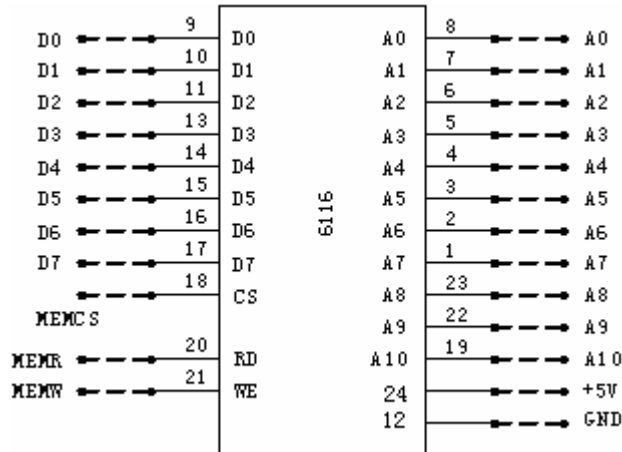 D0 9 D0 A0 8 A0
D1 10 D1 A1 7 A1
D2 11 D2 A2 6 A2
D3 13 D3 A3 5 A3
D4 14 D4 A4 4 A4
D5 15 D5 A5 3 A5
D6 16 D6 6116 A6 2 A6
D7 17 D7 A7 1 A7
18 CS A8 23 A8
MEMCS A9 22 A9
MEMR 20 RD A10 19 A10
MEMW 21 WE 24 +5V
12 GND